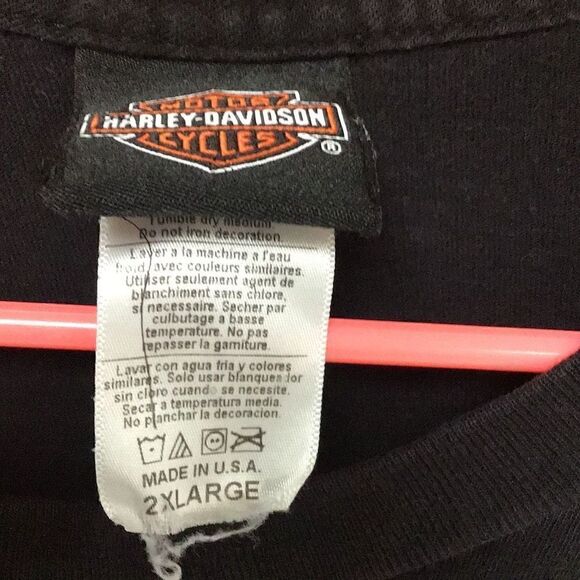 MOTOR
HARLEY-DAVIDSON
CYCLES
®
Tumble dry medium.
Do not iron decoration.
Laver a la machine a l'eau
froid, avec couleurs similaires.
Utiliser seulement agent de
blanchiment sans chlore,
si necessaire. Secher par
culbutage a basse
temperature. No pas
repasser la garniture.
Lavar con agua fria y colores
similares. Solo usar blanqueador
sin cloro cuando se necesite.
Secar a temperatura media.
No planchar la decoracion.
MADE IN U.S.A.
2XLARGE